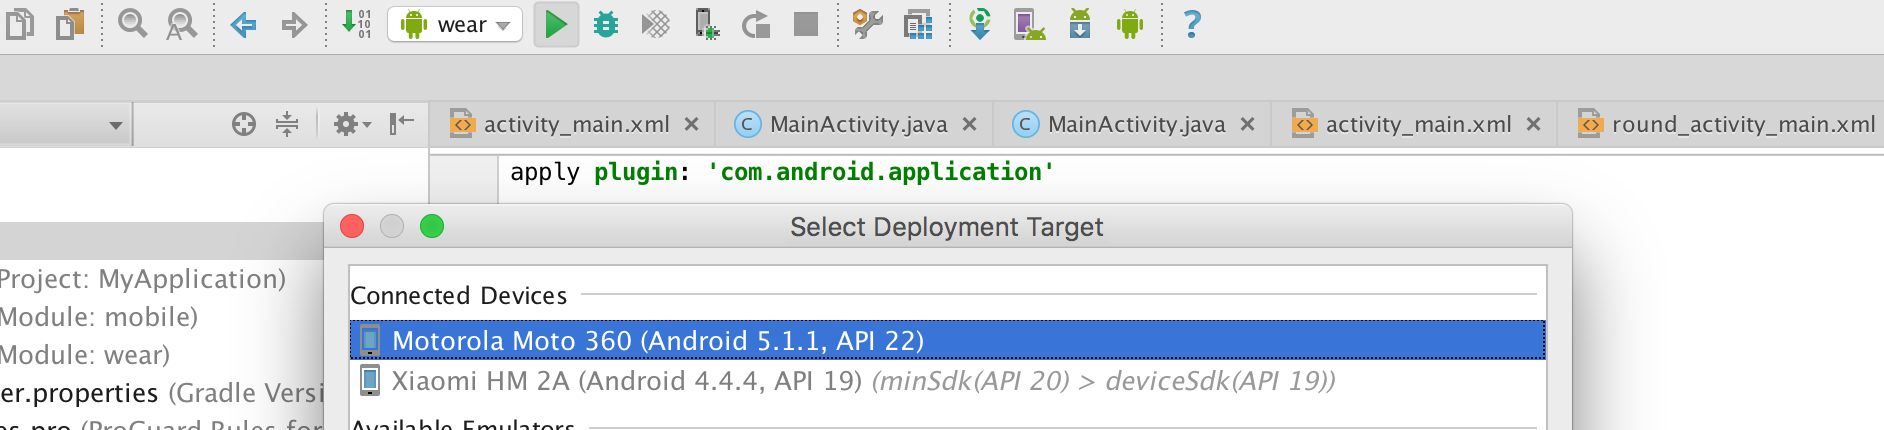 wear
activity_main.xml MainActivity.java MainActivity.java activity_main.xml round_activity_main.xml
apply plugin: 'com.android.application'
Select Deployment Target
Project: MyApplication)
Connected Devices
Module: mobile)
Motorola Moto 360 (Android 5.1.1, API 22)
Module: wear)
Xiaomi HM 2A (Android 4.4.4, API 19) (minSdk(API 20) > deviceSdk(API 19))
er.properties (Gradle Versi
es.pro (ProGuard Rules for
Available Emulators